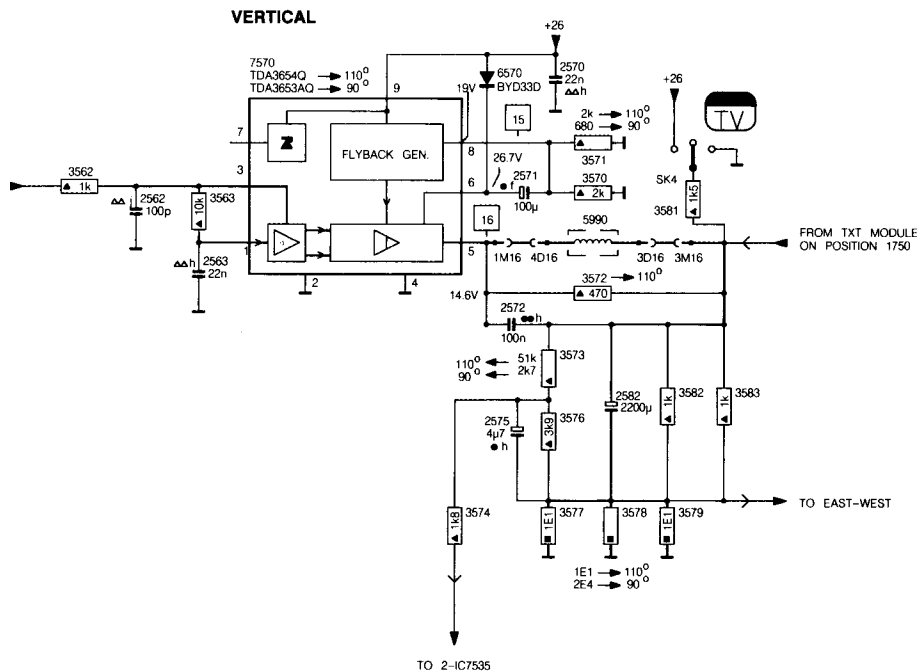 VERTICAL
+26
7570
TDA3654Q → 110°
TDA3653AQ → 90°
9
19V
6570
BYD33D
2570
22n
ΔΔh
+26
TV
15
2k → 110°
680 → 90°
3571
7
Z
FLYBACK GEN.
8
26.7V
6
2571
● f
100µ
3570
2k
SK4
3581
1k5
3562
1k
3
ΔΔ
2562
100p
3563
10k
16
5990
FROM TXT MODULE
ON POSITION 1750
1
5
1M16
4D16
3D16
3M16
ΔΔh
2563
22n
2
4
14.6V
3572 → 110°
470
2572
●●h
100n
110° ← 51k
90° ← 2k7
3573
2575
4µ7
● h
3576
3k9
2582
2200µ
3582
1k
3583
1k
TO EAST-WEST
3574
1k8
3577
1E1
3578
3579
1E1
1E1 → 110°
2E4 → 90°
TO 2-IC7535